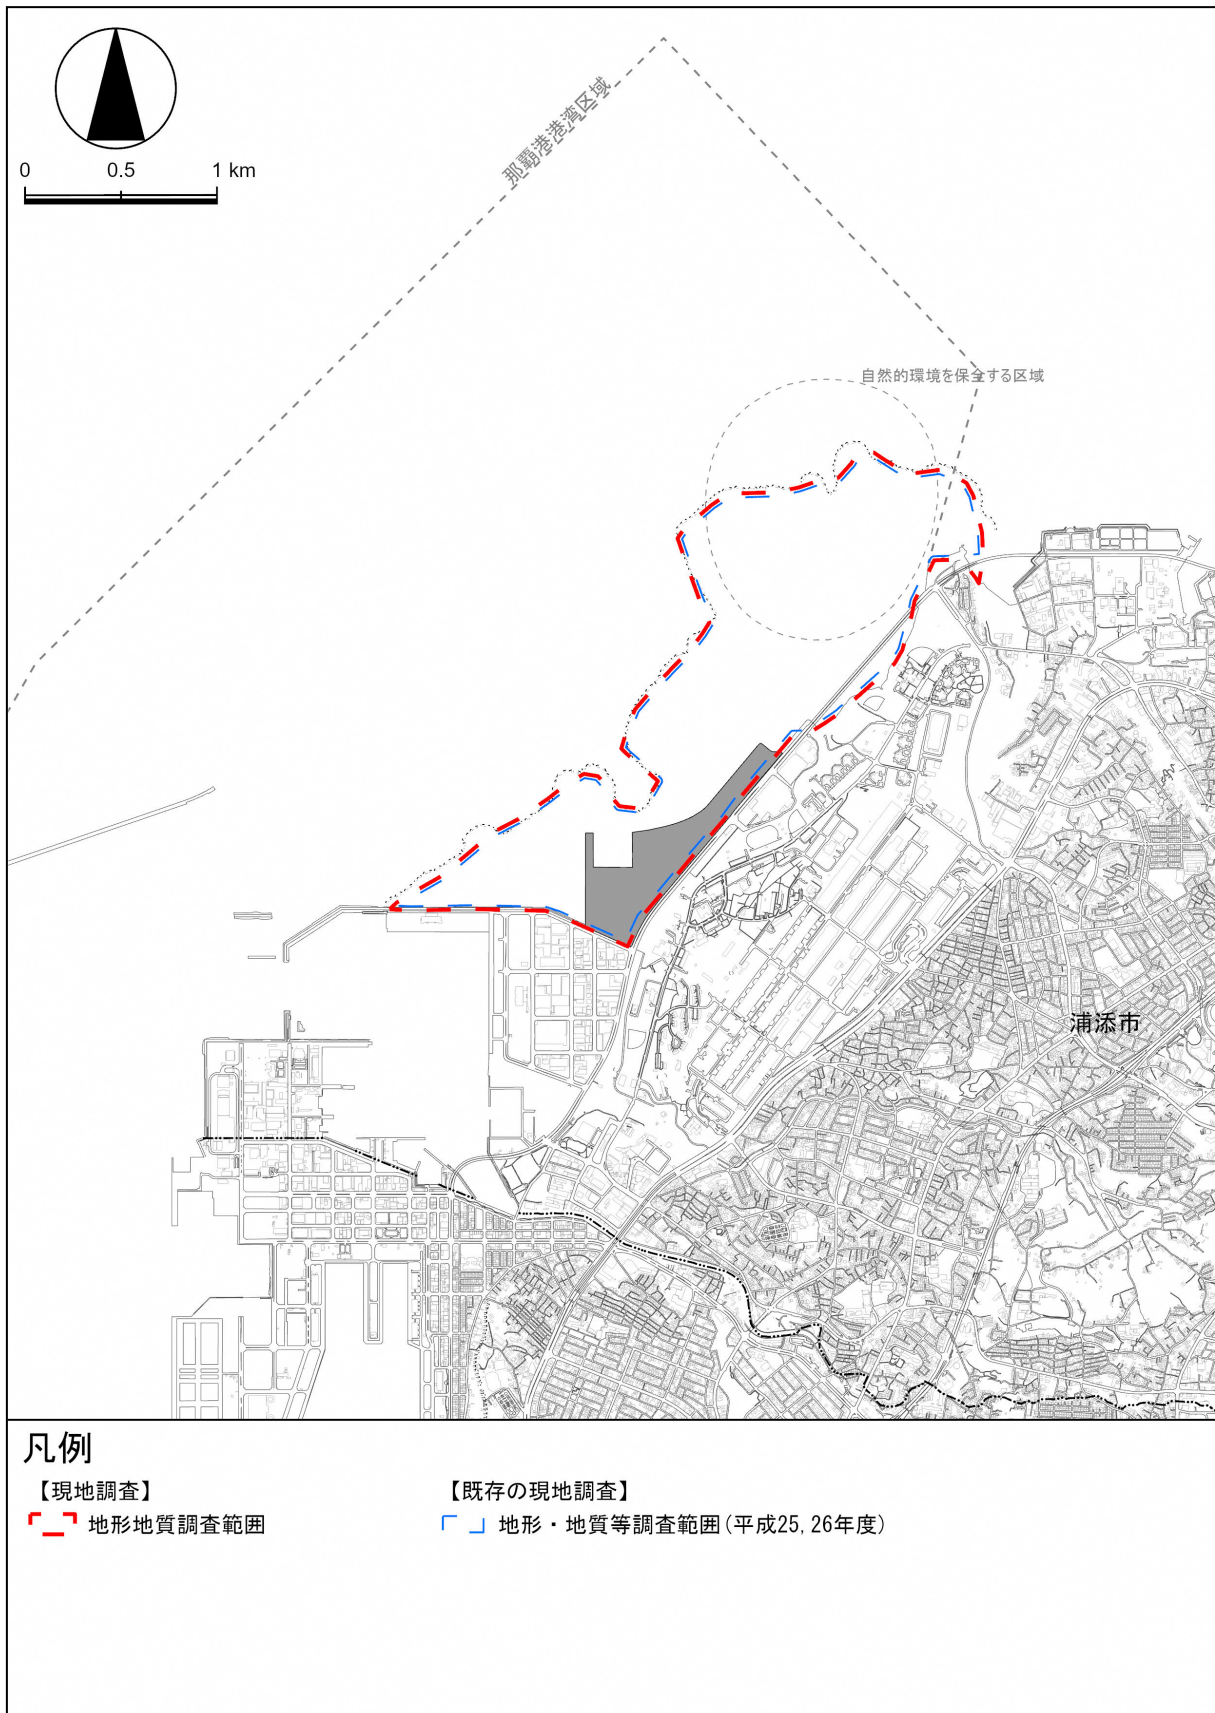 0 0.5 1 km
那覇港港湾区域
自然的環境を保全する区域
浦添市
凡例
【現地調査】
地形地質調査範囲
【既存の現地調査】
地形・地質等調査範囲(平成25, 26年度)